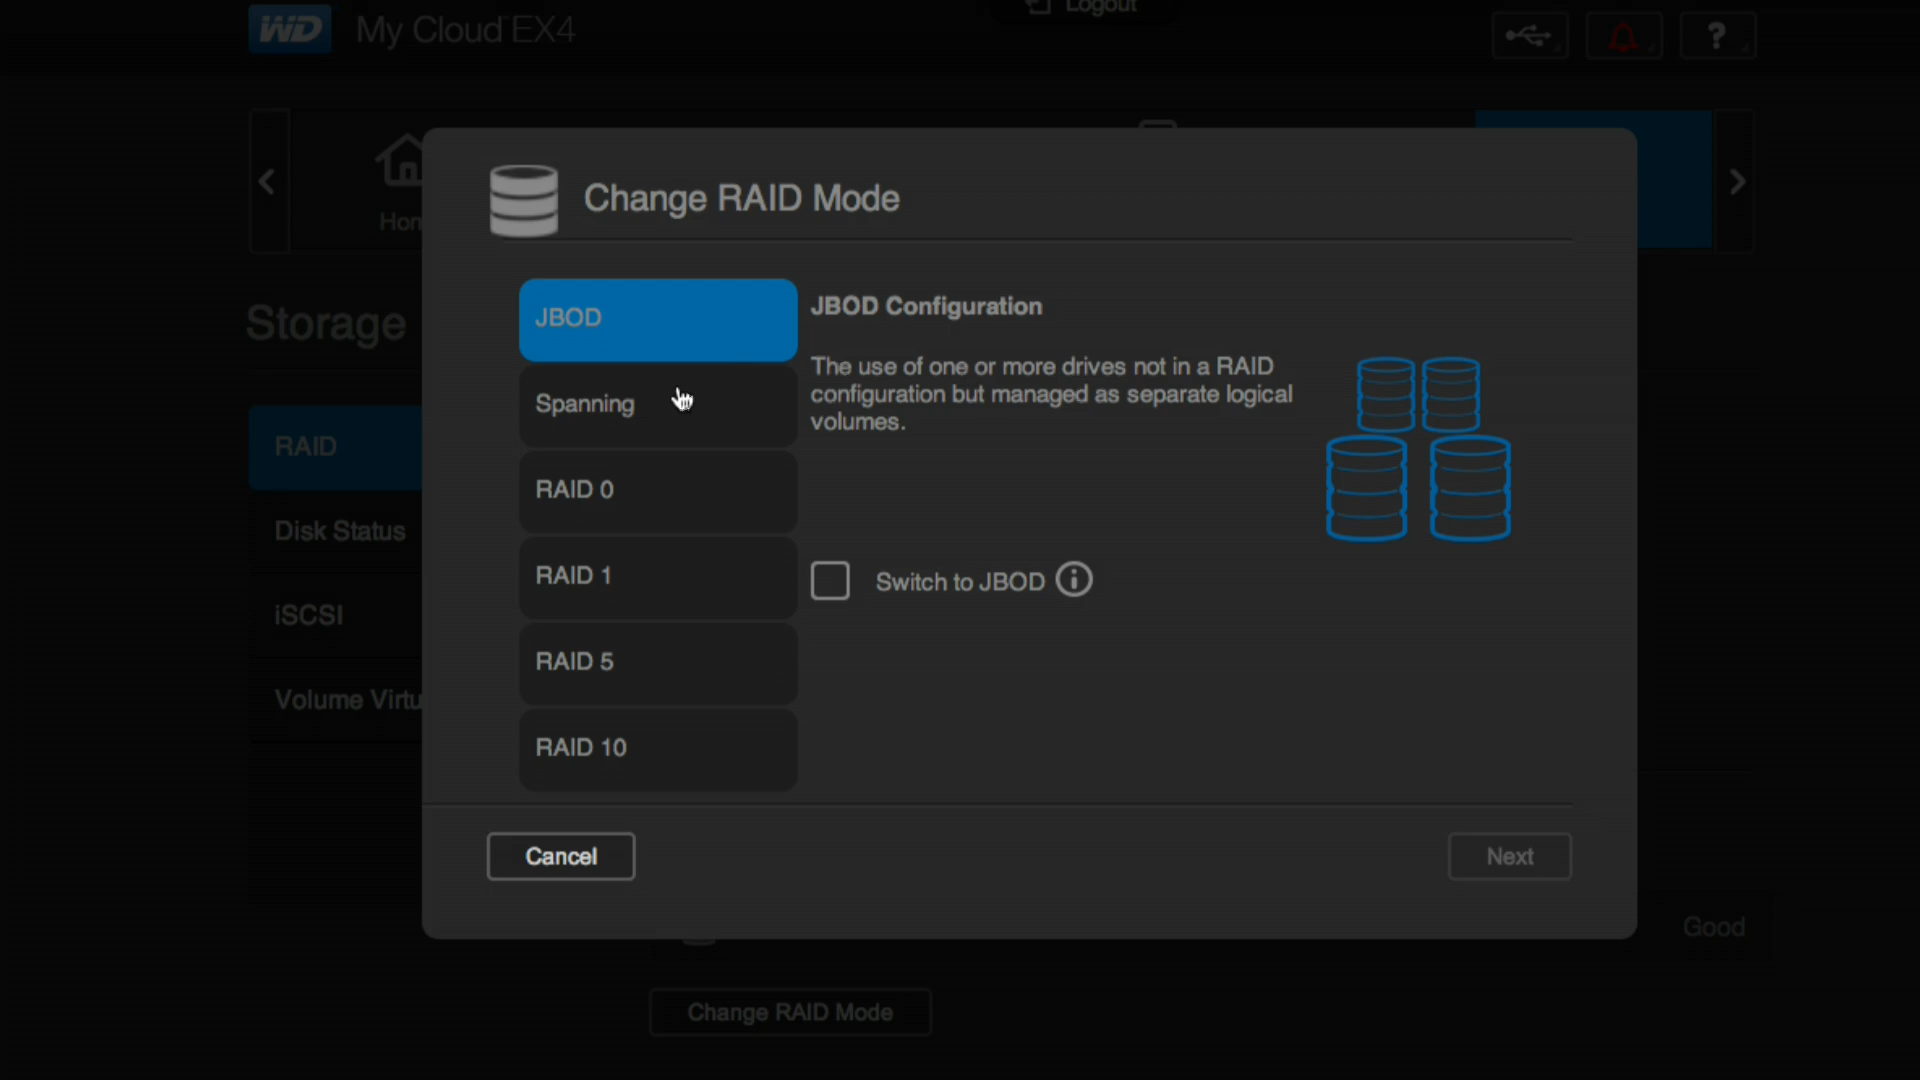 Logout
WD My Cloud EX4
?
Change RAID Mode
JBOD
Spanning
RAID 0
RAID 1
RAID 5
RAID 10
JBOD Configuration
The use of one or more drives not in a RAID
configuration but managed as separate logical
volumes.
Switch to JBOD
Cancel
Next
Storage
RAID
Disk Status
iSCSI
Volume
Good
Change RAID Mode